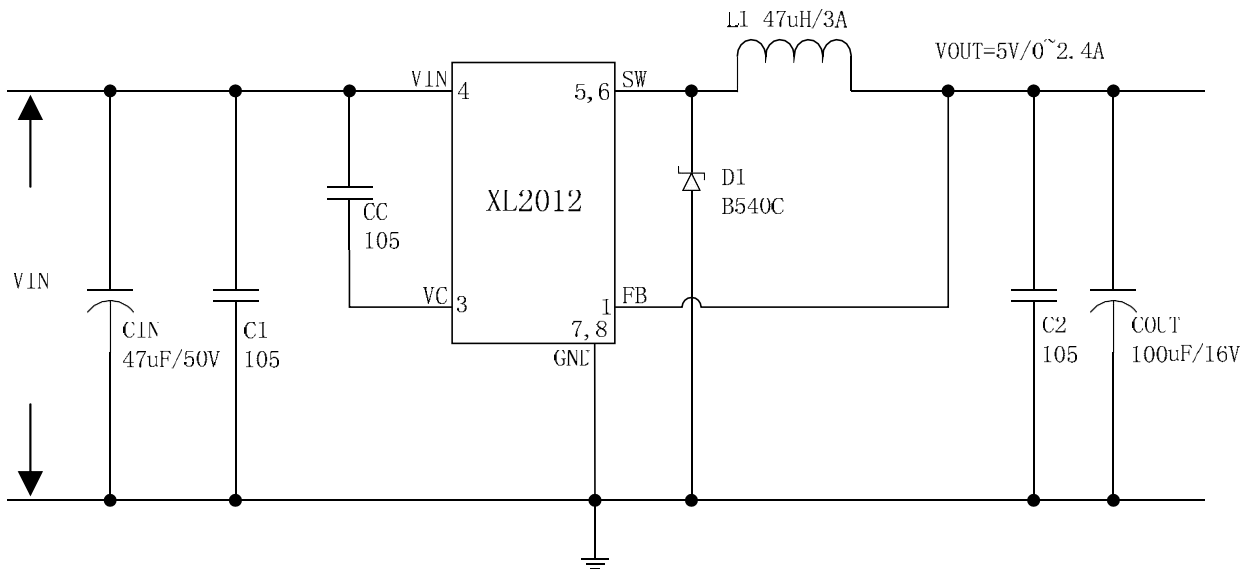 L1 47uH/3A
VOUT=5V/0~2.4A
VIN
4
5,6
SW
XL2012
D1
B540C
CC
105
VIN
VC
3
1
FB
7,8
GND
CIN
47uF/50V
C1
105
C2
105
COUT
100uF/16V